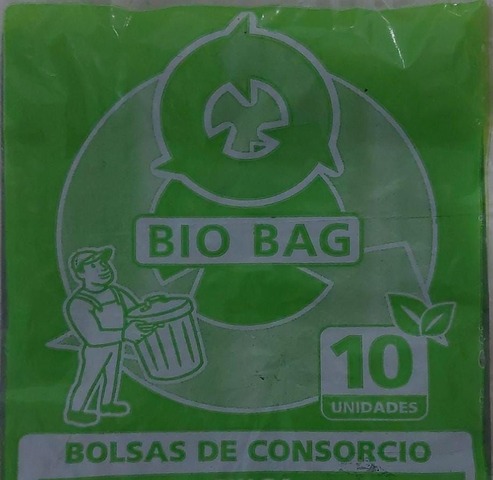 BIO BAG
10
UNIDADES
BOLSAS DE CONSORCIO